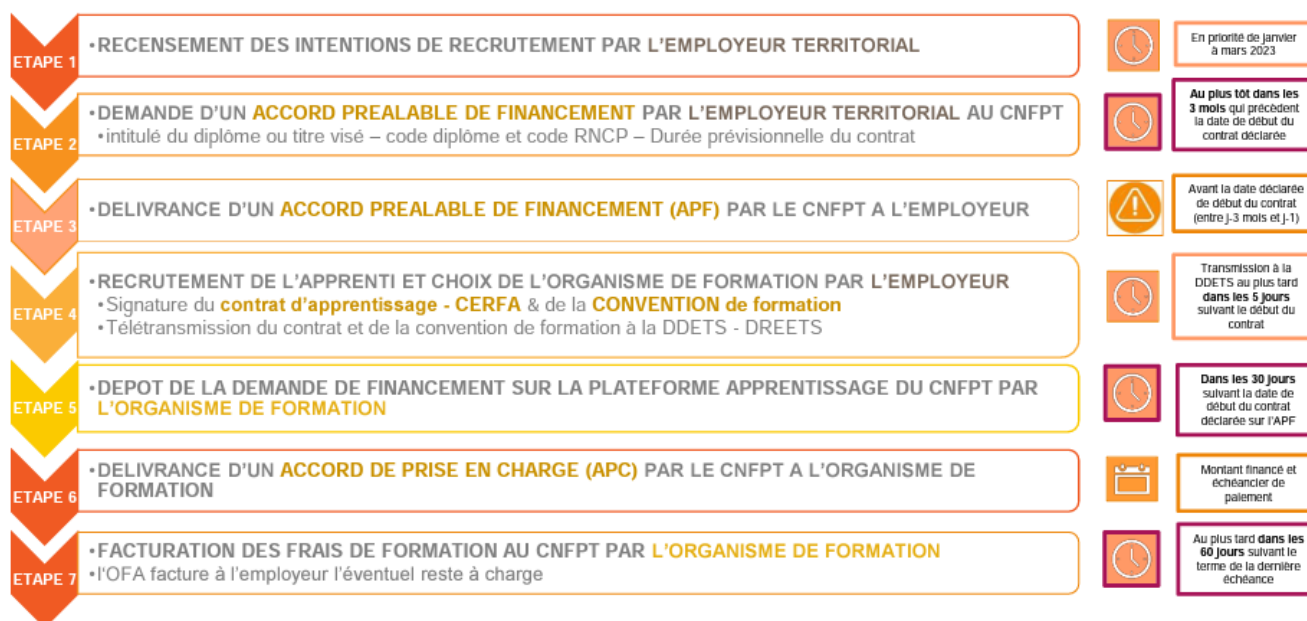 ETAPE 1
•RECENSEMENT DES INTENTIONS DE RECRUTEMENT PAR L'EMPLOYEUR TERRITORIAL
En priorité de janvier
à mars 2023
ETAPE 2
•DEMANDE D'UN ACCORD PREALABLE DE FINANCEMENT PAR L'EMPLOYEUR TERRITORIAL AU CNFPT
•intitulé du diplôme ou titre visé – code diplôme et code RNCP – Durée prévisionnelle du contrat
Au plus tôt dans les
3 mois qui précèdent
la date de début du
contrat déclarée
ETAPE 3
•DELIVRANCE D'UN ACCORD PREALABLE DE FINANCEMENT (APF) PAR LE CNFPT A L'EMPLOYEUR
Avant la date déclarée
de début du contrat
(entre j-3 mois et j-1)
ETAPE 4
•RECRUTEMENT DE L'APPRENTI ET CHOIX DE L'ORGANISME DE FORMATION PAR L'EMPLOYEUR
•Signature du contrat d'apprentissage - CERFA & de la CONVENTION de formation
•Télétransmission du contrat et de la convention de formation à la DDETS - DREETS
Transmission à la
DDETS au plus tard
dans les 5 jours
suivant le début du
contrat
ETAPE 5
•DEPOT DE LA DEMANDE DE FINANCEMENT SUR LA PLATEFORME APPRENTISSAGE DU CNFPT PAR
L'ORGANISME DE FORMATION
Dans les 30 jours
suivant la date de
début du contrat
déclarée sur l'APF
ETAPE 6
•DELIVRANCE D'UN ACCORD DE PRISE EN CHARGE (APC) PAR LE CNFPT A L'ORGANISME DE
FORMATION
Montant financé et
échéancier de
paiement
ETAPE 7
•FACTURATION DES FRAIS DE FORMATION AU CNFPT PAR L'ORGANISME DE FORMATION
•l'OFA facture à l'employeur l'éventuel reste à charge
Au plus tard dans les
60 jours suivant le
terme de la dernière
échéance